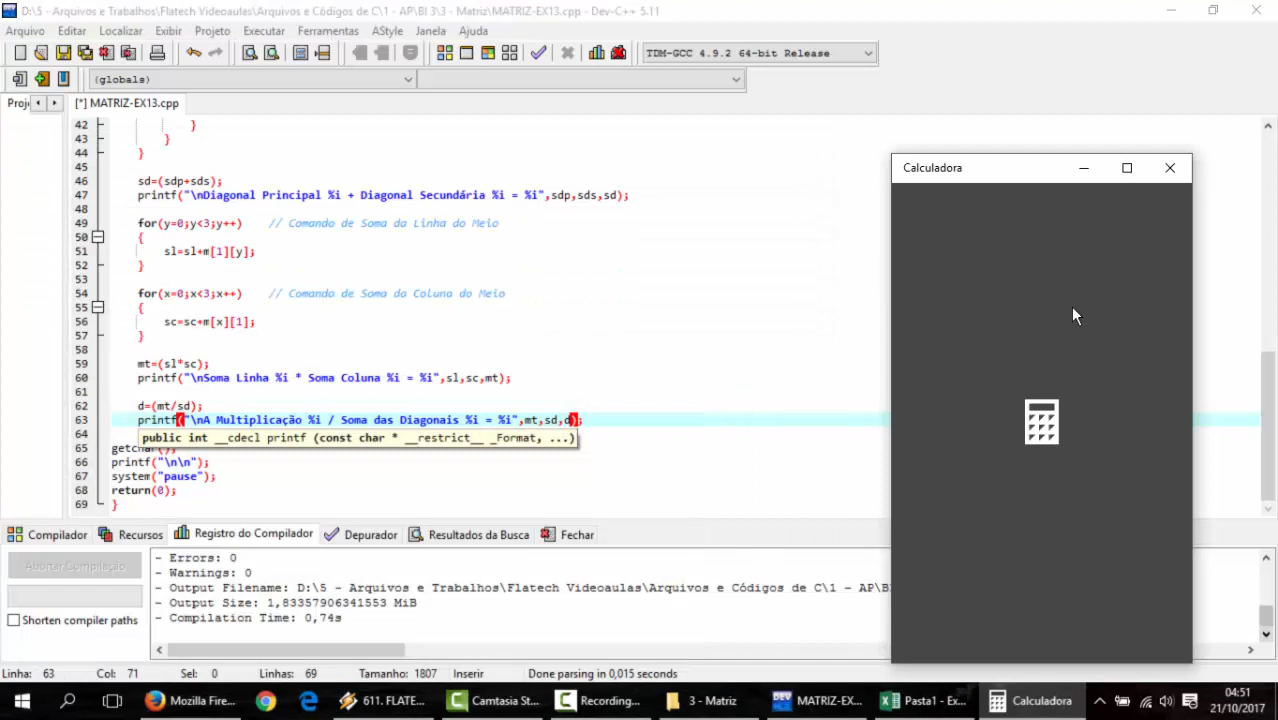 D:\5 - Arquivos e Trabalhos\Flatech Videoaulas\Arquivos e Códigos de C\1 - AP\BI 3\3 - Matriz\MATRIZ-EX13.cpp - Dev-C++ 5.11
Arquivo Editar Localizar Exibir Projeto Executar Ferramentas AStyle Janela Ajuda
TDM-GCC 4.9.2 64-bit Release
(globals)
Proje [*] MATRIZ-EX13.cpp
42 }
43 }
44 }
45
46 sd=(sdp+sds);
47 printf("\nDiagonal Principal %i + Diagonal Secundária %i = %i",sdp,sds,sd);
48
49 for(y=0;y<3;y++) // Comando de Soma da Linha do Meio
50 {
51 sl=sl+m[1][y];
52 }
53
54 for(x=0;x<3;x++) // Comando de Soma da Coluna do Meio
55 {
56 sc=sc+m[x][1];
57 }
58
59 mt=(sl*sc);
60 printf("\nSoma Linha %i * Soma Coluna %i = %i",sl,sc,mt);
61
62 d=(mt/sd);
63 printf("\nA Multiplicação %i / Soma das Diagonais %i = %i",mt,sd,d);
64 public int __cdecl printf (const char * __restrict__ _Format, ...)
65 getchar();
66 printf("\n\n");
67 system("pause");
68 return(0);
69 }
Calculadora
Compilador Recursos Registro do Compilador Depurador Resultados da Busca Fechar
Abortar Compilação
Shorten compiler paths
- Errors: 0
- Warnings: 0
- Output Filename: D:\5 - Arquivos e Trabalhos\Flatech Videoaulas\Arquivos e Códigos de C\1 - AP\BI
- Output Size: 1,83357906341553 MiB
- Compilation Time: 0,74s
Linha: 63 Col: 71 Sel: 0 Linhas: 69 Tamanho: 1807 Inserir Done parsing in 0,015 seconds
Mozilla Fire... 611. FLATE... Camtasia St... Recording... 3 - Matriz MATRIZ-EX... Pasta1 - Ex... Calculadora
04:51
21/10/2017